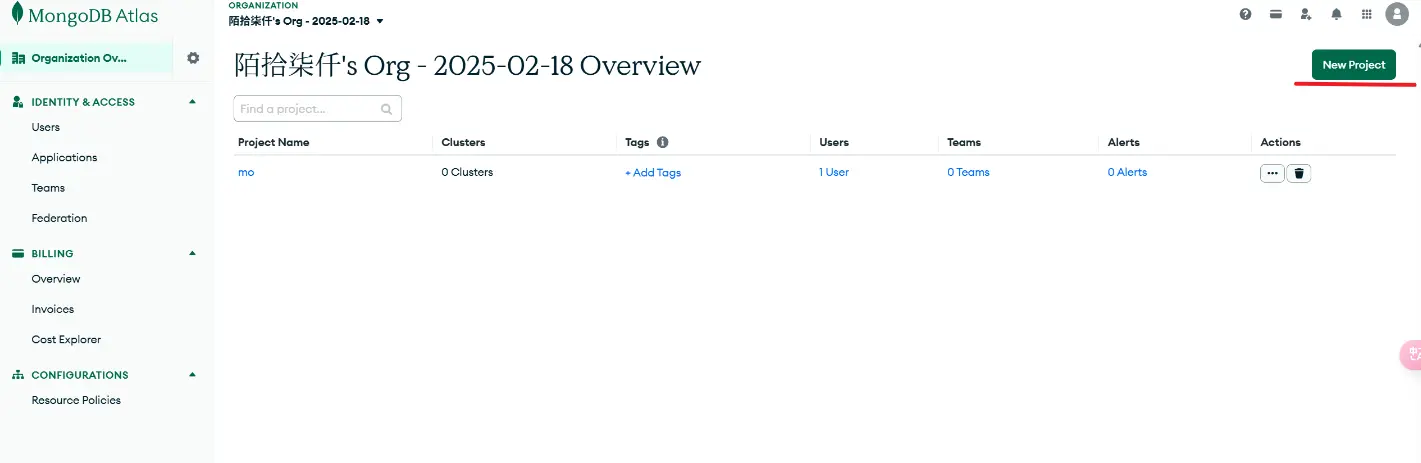 MongoDB Atlas
ORGANIZATION
陌拾柒仟's Org - 2025-02-18
Organization Ov...
陌拾柒仟's Org - 2025-02-18 Overview
New Project
IDENTITY & ACCESS
Users
Applications
Teams
Federation
BILLING
Overview
Invoices
Cost Explorer
CONFIGURATIONS
Resource Policies
Find a project...
Project Name Clusters Tags Users Teams Alerts Actions
mo 0 Clusters + Add Tags 1 User 0 Teams 0 Alerts